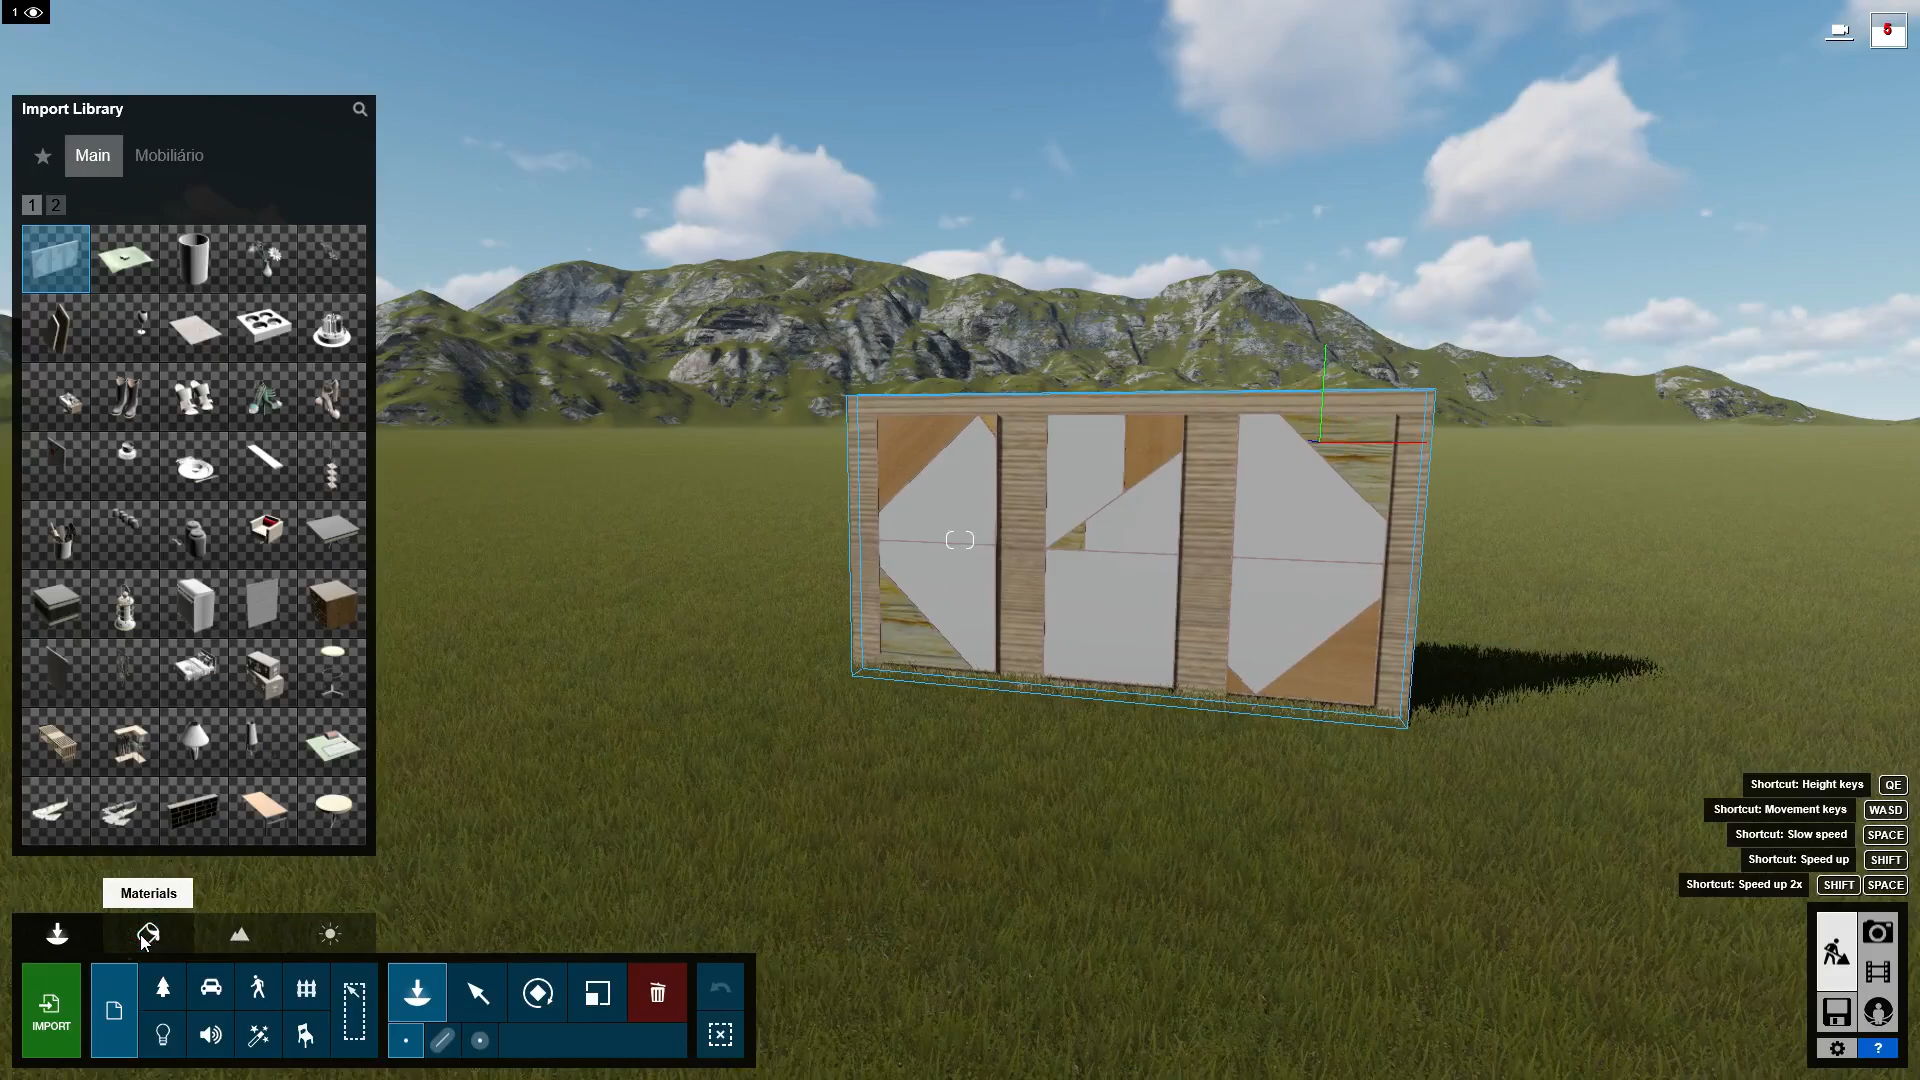 1
5
Import Library
Main Mobiliário
1 2
Shortcut: Height keys QE
Shortcut: Movement keys WASD
Shortcut: Slow speed SPACE
Shortcut: Speed up SHIFT
Shortcut: Speed up 2x SHIFT SPACE
Materials
IMPORT
?